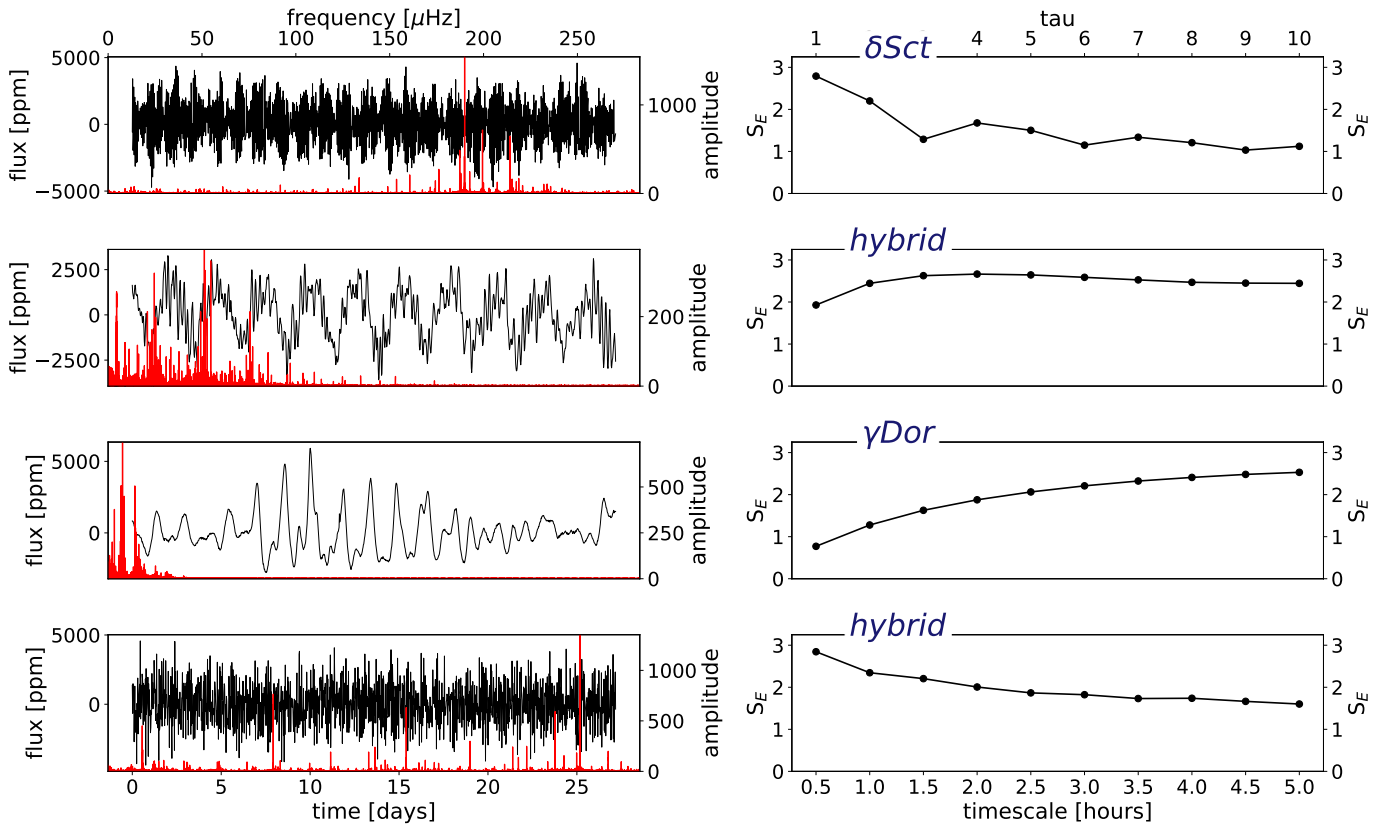 frequency [μHz]
0 50 100 150 200 250
tau
1 4 5 6 7 8 9 10
δSct
flux [ppm]
5000
0
−5000
amplitude
1000
0
S_E
3
2
1
0
S_E
3
2
1
0
hybrid
flux [ppm]
2500
0
−2500
amplitude
200
0
S_E
3
2
1
0
S_E
3
2
1
0
γDor
flux [ppm]
5000
0
amplitude
500
250
0
S_E
3
2
1
0
S_E
3
2
1
0
hybrid
flux [ppm]
5000
0
amplitude
1000
500
0
S_E
3
2
1
0
S_E
3
2
1
0
0 5 10 15 20 25
time [days]
0.5 1.0 1.5 2.0 2.5 3.0 3.5 4.0 4.5 5.0
timescale [hours]